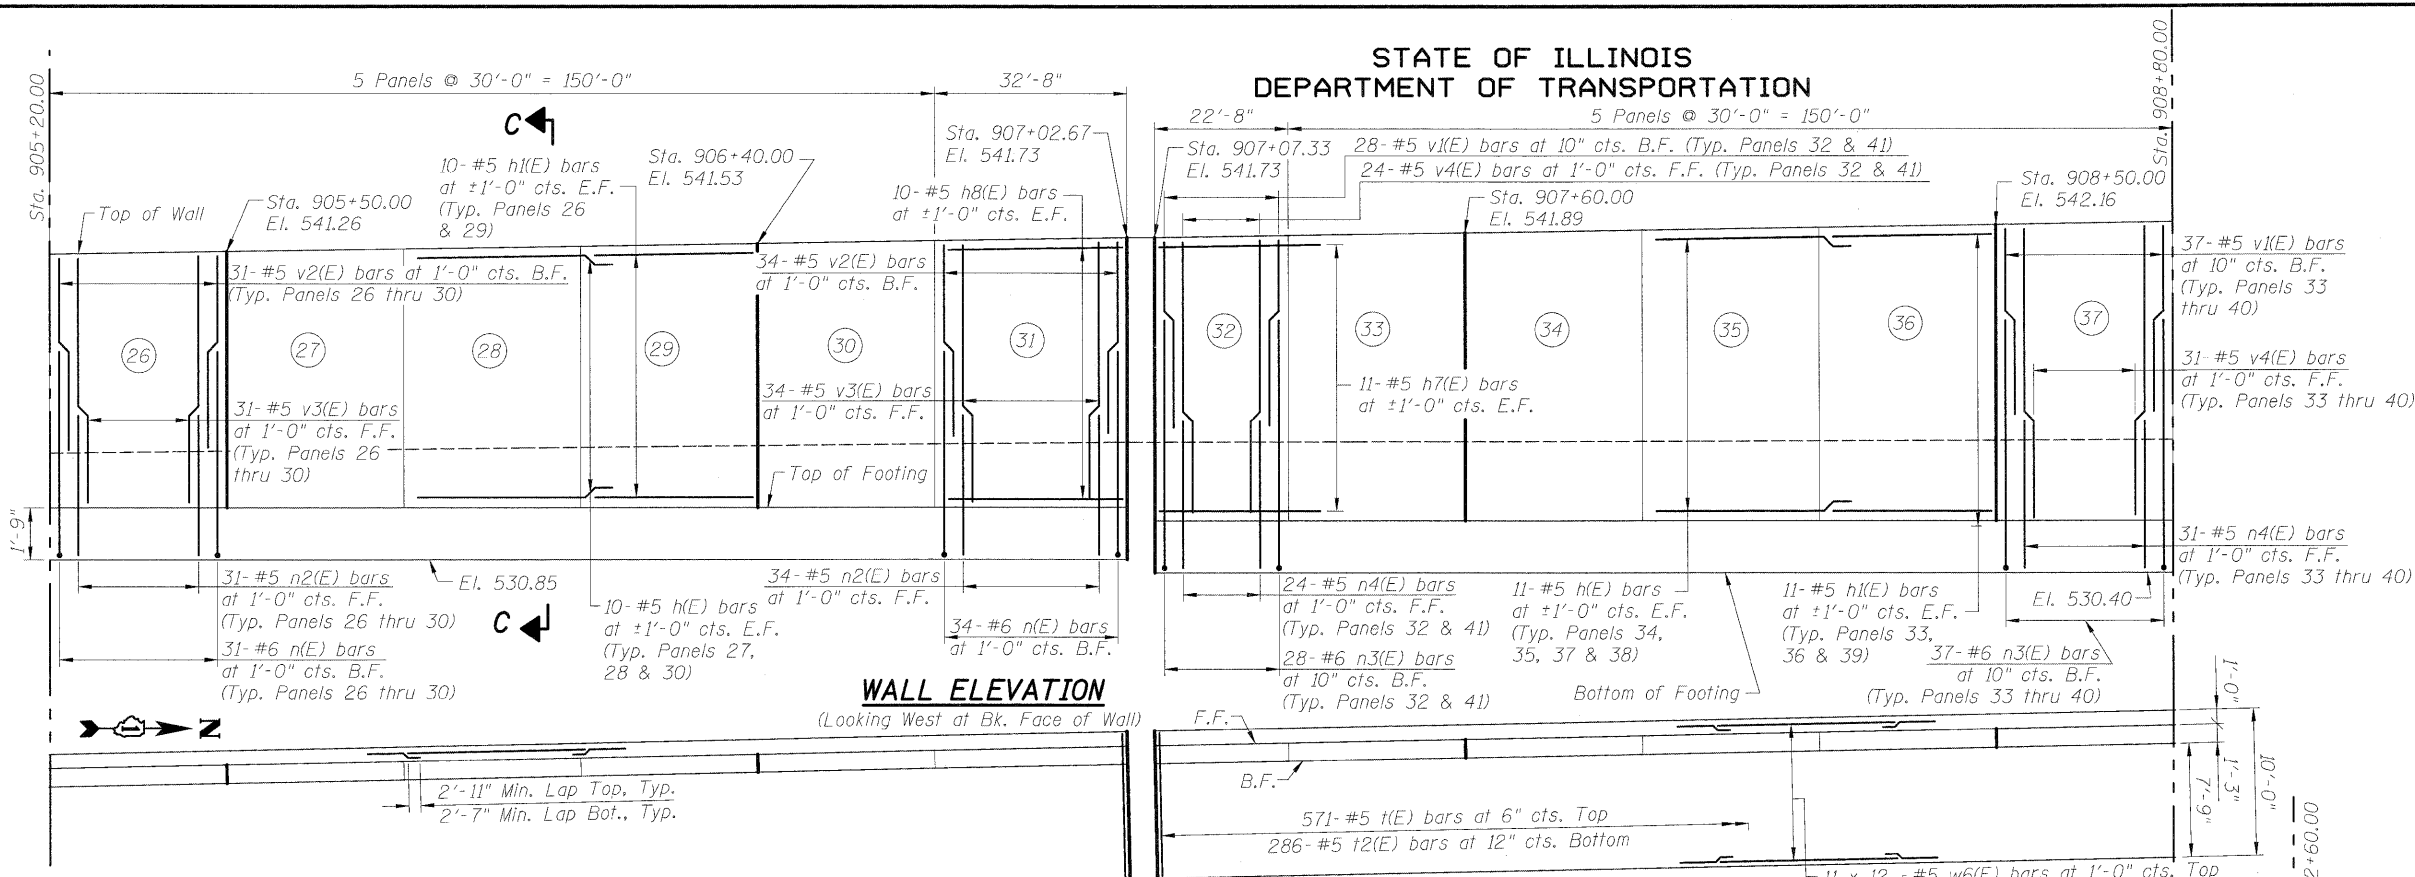 STATE OF ILLINOIS
DEPARTMENT OF TRANSPORTATION
Sta. 905+20.00
5 Panels @ 30'-0" = 150'-0"
32'-8"
22'-8"
5 Panels @ 30'-0" = 150'-0"
Sta. 908+80.00
C
10-#5 h1(E) bars
at ±1'-0" cts. E.F.
(Typ. Panels 26
& 29)
Sta. 906+40.00
El. 541.53
Sta. 907+02.67
El. 541.73
10-#5 h8(E) bars
at ±1'-0" cts. E.F.
Sta. 907+07.33
El. 541.73
28-#5 v1(E) bars at 10" cts. B.F. (Typ. Panels 32 & 41)
24-#5 v4(E) bars at 1'-0" cts. F.F. (Typ. Panels 32 & 41)
Sta. 907+60.00
El. 541.89
Sta. 908+50.00
El. 542.16
Top of Wall
Sta. 905+50.00
El. 541.26
31-#5 v2(E) bars at 1'-0" cts. B.F.
(Typ. Panels 26 thru 30)
34-#5 v2(E) bars
at 1'-0" cts. B.F.
37-#5 v1(E) bars
at 10" cts. B.F.
(Typ. Panels 33
thru 40)
26
27
28
29
30
31
32
33
34
35
36
37
31-#5 v3(E) bars
at 1'-0" cts. F.F.
(Typ. Panels 26
thru 30)
34-#5 v3(E) bars
at 1'-0" cts. F.F.
11-#5 h7(E) bars
at ±1'-0" cts. E.F.
31-#5 v4(E) bars
at 1'-0" cts. F.F.
(Typ. Panels 33 thru 40)
Top of Footing
1'-9"
31-#5 n2(E) bars
at 1'-0" cts. F.F.
(Typ. Panels 26 thru 30)
El. 530.85
34-#5 n2(E) bars
at 1'-0" cts. F.F.
24-#5 n4(E) bars
at 1'-0" cts. F.F.
(Typ. Panels 32 & 41)
11-#5 h(E) bars
at ±1'-0" cts. E.F.
(Typ. Panels 34,
35, 37 & 38)
11-#5 h1(E) bars
at ±1'-0" cts. E.F.
(Typ. Panels 33,
36 & 39)
El. 530.40
31-#5 n4(E) bars
at 1'-0" cts. F.F.
(Typ. Panels 33 thru 40)
C
10-#5 h(E) bars
at ±1'-0" cts. E.F.
(Typ. Panels 27,
28 & 30)
34-#6 n(E) bars
at 1'-0" cts. B.F.
31-#6 n(E) bars
at 1'-0" cts. B.F.
(Typ. Panels 26 thru 30)
28-#6 n3(E) bars
at 10" cts. B.F.
(Typ. Panels 32 & 41)
Bottom of Footing
37-#6 n3(E) bars
at 10" cts. B.F.
(Typ. Panels 33 thru 40)
WALL ELEVATION
(Looking West at Bk. Face of Wall)
N
F.F.
B.F.
1'-0"
1'-3"
7'-9"
10'-0"
2'-11" Min. Lap Top, Typ.
2'-7" Min. Lap Bot., Typ.
571-#5 t(E) bars at 6" cts. Top
286-#5 t2(E) bars at 12" cts. Bottom
11 x 12 - #5 w6(E) bars at 1'-0" cts. Top
2+60.00